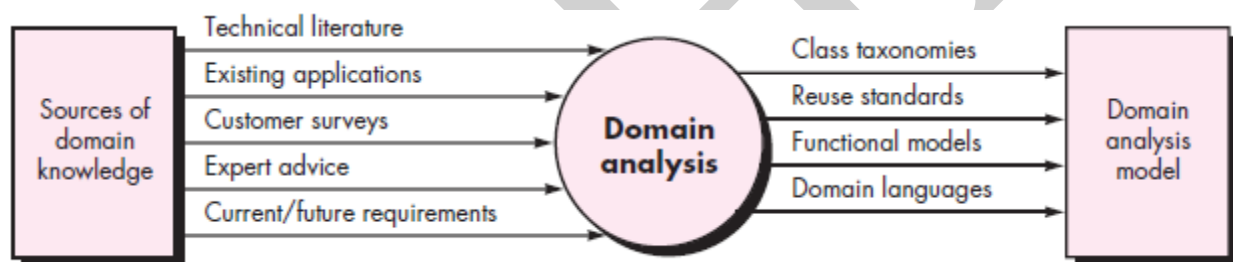 Sources of
domain
knowledge
Technical literature
Existing applications
Customer surveys
Expert advice
Current/future requirements
Domain
analysis
Class taxonomies
Reuse standards
Functional models
Domain languages
Domain
analysis
model